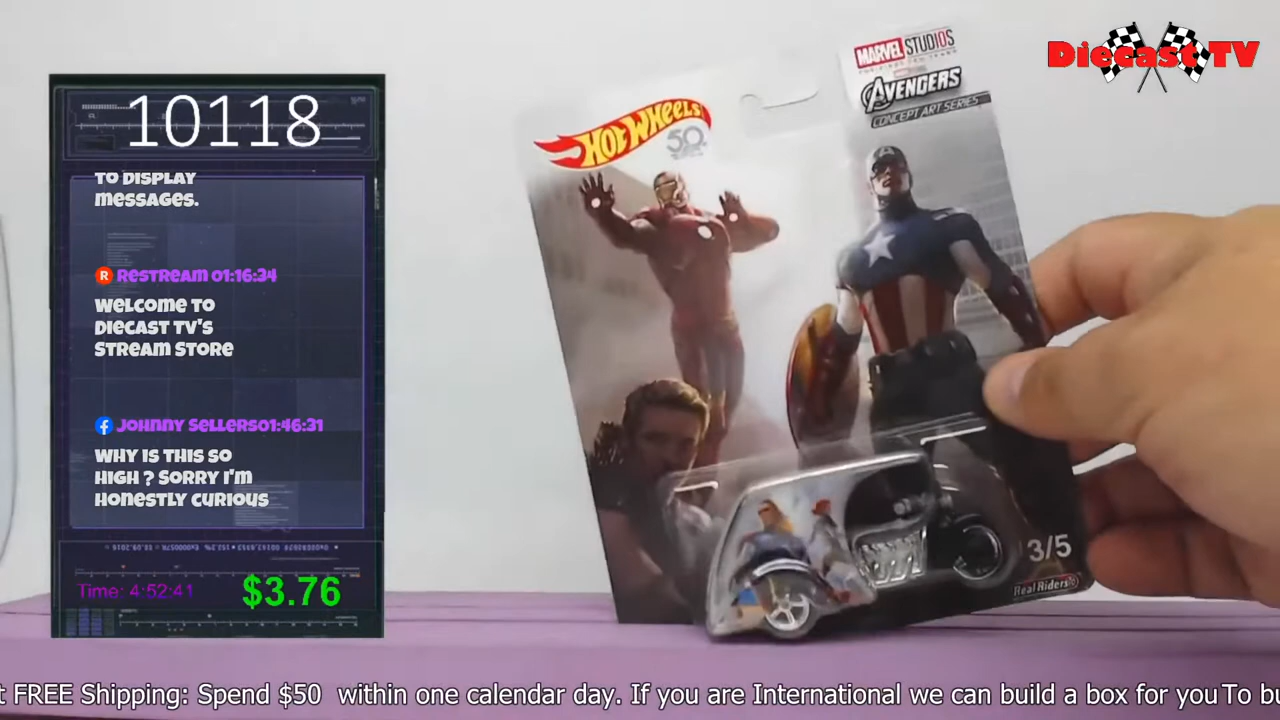 Diecast TV
10118
TO DISPLAY
MESSAGES.
R Restream 01:16:34
WELCOME TO
DIECAST TV'S
STREAM STORE
f Johnny Sellers01:46:31
WHY IS THIS SO
HIGH ? SORRY I'M
HONESTLY CURIOUS
Time: 4:52:41
$3.76
MARVEL STUDIOS
AVENGERS
CONCEPT ART SERIES
HOT WHEELS
50
3/5
Real Riders
t FREE Shipping: Spend $50 within one calendar day. If you are International we can build a box for you To bu